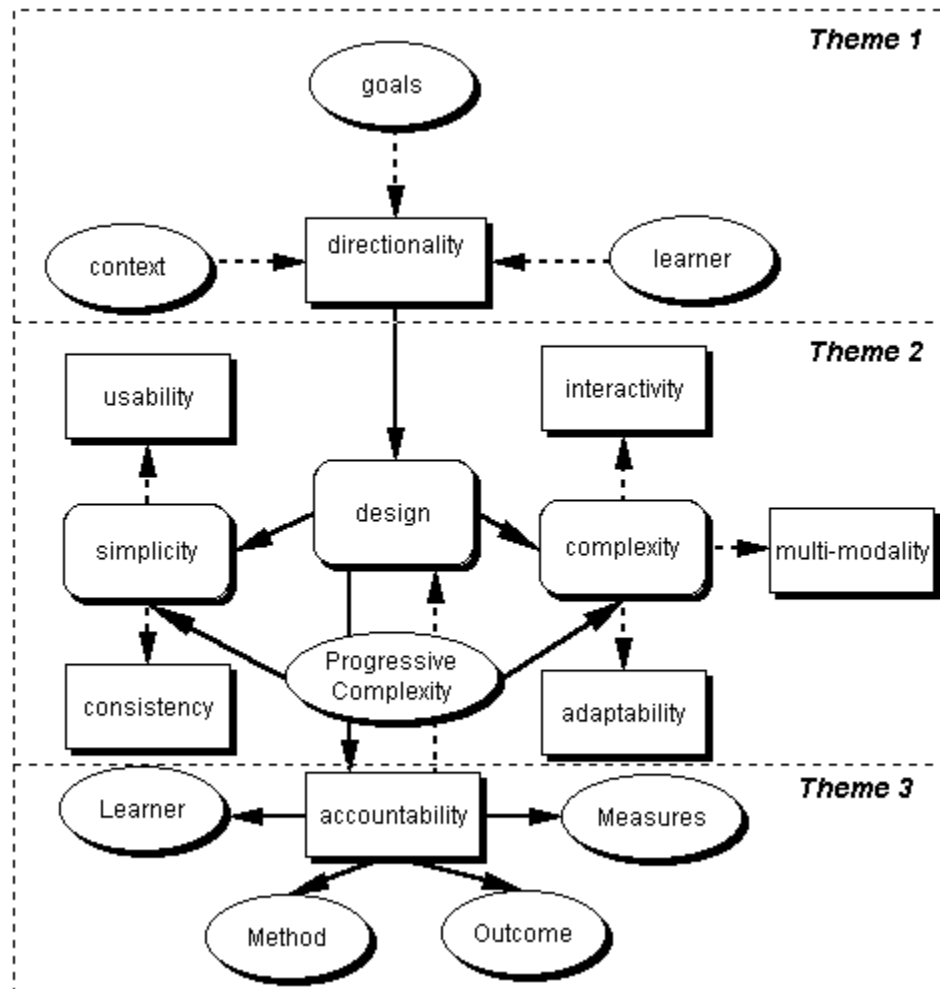 Theme 1
goals
directionality
context
learner
Theme 2
usability
interactivity
design
simplicity
complexity
multi-modality
Progressive
Complexity
consistency
adaptability
Theme 3
Learner
accountability
Measures
Method
Outcome